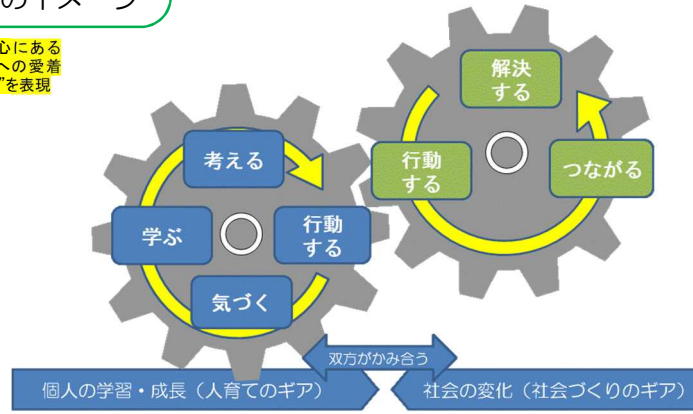 のイメージ
心にある
への愛着
”を表現
解決
する
行動
する
つながる
考える
学ぶ
行動
する
気づく
双方がかみ合う
個人の学習・成長（人育てのギア）
社会の変化（社会づくりのギア）